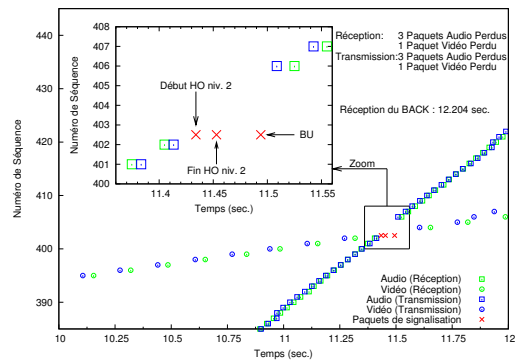 Réception: 3 Paquets Audio Perdus
1 Paquet Vidéo Perdu
Transmission: 3 Paquets Audio Perdus
1 Paquet Vidéo Perdu
Réception du BACK : 12.204 sec.
Zoom
Numéro de Séquence
440
430
420
410
400
390
10
10.25
10.5
10.75
11
11.25
11.5
11.75
12
Temps (sec.)
Numéro de Séquence
408
407
406
405
404
403
402
401
400
11.4
11.45
11.5
11.55
Temps (sec.)
Début HO niv. 2
Fin HO niv. 2
BU
Audio (Réception)
Vidéo (Réception)
Audio (Transmission)
Vidéo (Transmission)
Paquets de signalisation